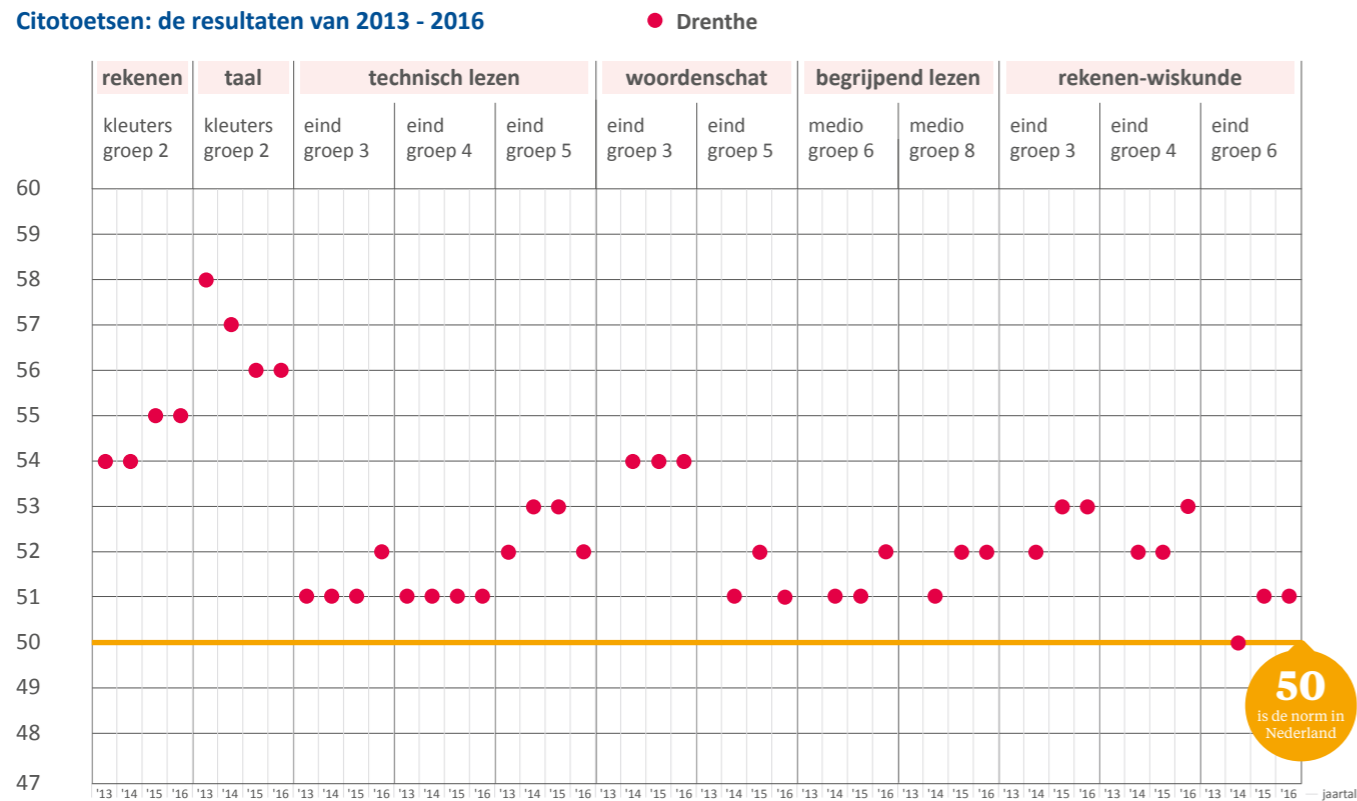 Citotoetsen: de resultaten van 2013 - 2016
Drenthe
rekenen taal technisch lezen woordenschat begrijpend lezen rekenen-wiskunde
kleuters kleuters eind eind eind eind eind medio medio eind eind eind
groep 2 groep 2 groep 3 groep 4 groep 5 groep 3 groep 5 groep 6 groep 8 groep 3 groep 4 groep 6
60
59
58
57
56
55
54
53
52
51
50
49
48
47
50
is de norm in
Nederland
'13 '14 '15 '16 '13 '14 '15 '16 '13 '14 '15 '16 '13 '14 '15 '16 '13 '14 '15 '16 '13 '14 '15 '16 '13 '14 '15 '16 '13 '14 '15 '16 '13 '14 '15 '16 '13 '14 '15 '16 '13 '14 '15 '16 '13 '14 '15 '16 — jaartal